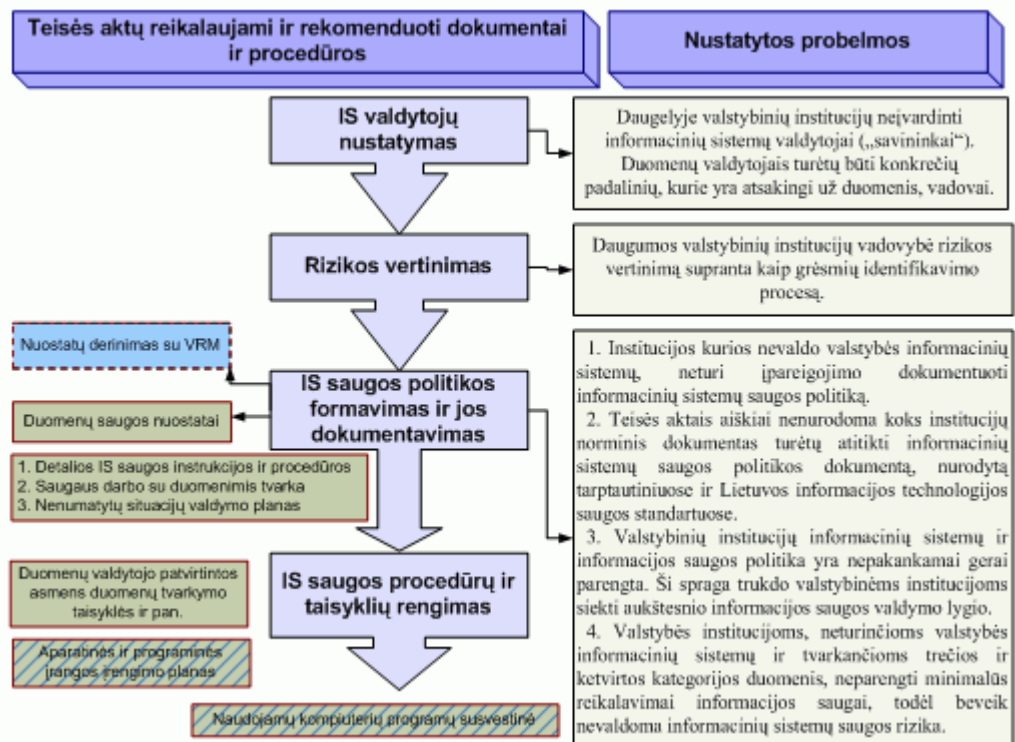 Teisės aktų reikalaujami ir rekomenduoti dokumentai
ir procedūros
Nustatytos probelmos
IS valdytojų
nustatymas
Daugelyje valstybinių institucijų neįvardinti
informacinių sistemų valdytojai („savininkai“).
Duomenų valdytojais turėtų būti konkrečių
padalinių, kurie yra atsakingi už duomenis, vadovai.
Rizikos vertinimas
Daugumos valstybinių institucijų vadovybė rizikos
vertinimą supranta kaip grėsmių identifikavimo
procesą.
Nuostatų derinimas su VRM
IS saugos politikos
formavimas ir jos
dokumentavimas
Duomenų saugos nuostatai
1. Detalios IS saugos instrukcijos ir procedūros
2. Saugaus darbo su duomenimis tvarka
3. Nenumatytų situacijų valdymo planas
1. Institucijos kurios nevaldo valstybės informacinių
sistemų, neturi įpareigojimo dokumentuoti
informacinių sistemų saugos politiką.
2. Teisės aktais aiškiai nenurodoma koks institucijų
norminis dokumentas turėtų atitikti informacinių
sistemų saugos politikos dokumentą, nurodytą
tarptautiniuose ir Lietuvos informacijos technologijos
saugos standartuose.
3. Valstybinių institucijų informacinių sistemų ir
informacijos saugos politika yra nepakankamai gerai
parengta. Ši spraga trukdo valstybinėms institucijoms
siekti aukštesnio informacijos saugos valdymo lygio.
4. Valstybės institucijoms, neturinčioms valstybės
informacinių sistemų ir tvarkančioms trečios ir
ketvirtos kategorijos duomenis, neparengti minimalūs
reikalavimai informacijos saugai, todėl beveik
nevaldoma informacinių sistemų saugos rizika.
IS saugos procedūrų ir
taisyklių rengimas
Duomenų valdytojo patvirtintos
asmens duomenų tvarkymo
taisyklės ir pan.
Aparatinės ir programinės
įrangos įrengimo planas
Naudojamų kompiuterių programų susvestinė